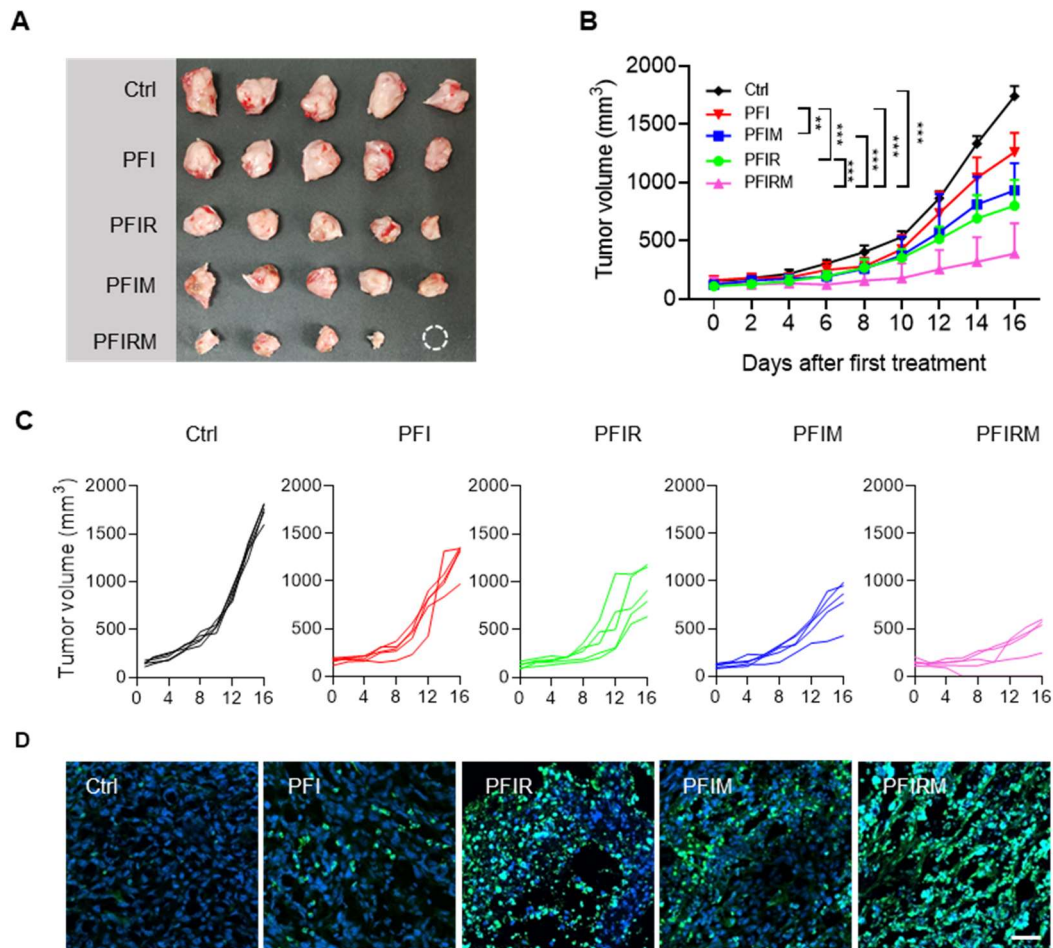 A
Ctrl
PFI
PFIR
PFIM
PFIRM
B
Tumor volume (mm³)
2000
1500
1000
500
0
Ctrl
PFI
PFIM
PFIR
PFIRM
**
***
***
***
***
***
0 2 4 6 8 10 12 14 16
Days after first treatment
C
Ctrl PFI PFIR PFIM PFIRM
Tumor volume (mm³)
2000 2000 2000 2000 2000
1500 1500 1500 1500 1500
1000 1000 1000 1000 1000
500 500 500 500 500
0 0 0 0 0
0 4 8 12 16 0 4 8 12 16 0 4 8 12 16 0 4 8 12 16 0 4 8 12 16
D
Ctrl PFI PFIR PFIM PFIRM